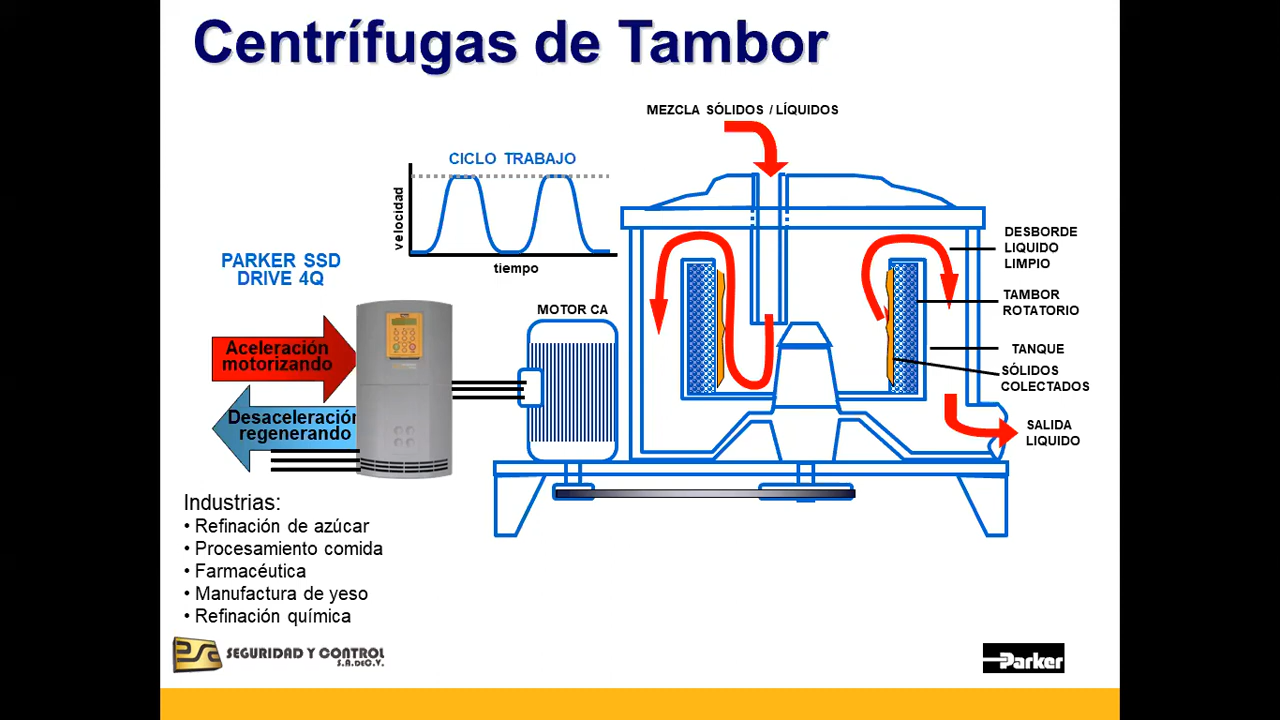 Centrífugas de Tambor
MEZCLA SÓLIDOS / LÍQUIDOS
CICLO TRABAJO
velocidad
tiempo
PARKER SSD
DRIVE 4Q
MOTOR CA
Aceleración
motorizando
Desaceleración
regenerando
DESBORDE
LIQUIDO
LIMPIO
TAMBOR
ROTATORIO
TANQUE
SÓLIDOS
COLECTADOS
SALIDA
LIQUIDO
Industrias:
• Refinación de azúcar
• Procesamiento comida
• Farmacéutica
• Manufactura de yeso
• Refinación química
PSC
SEGURIDAD Y CONTROL
S.A.DEC.V.
Parker